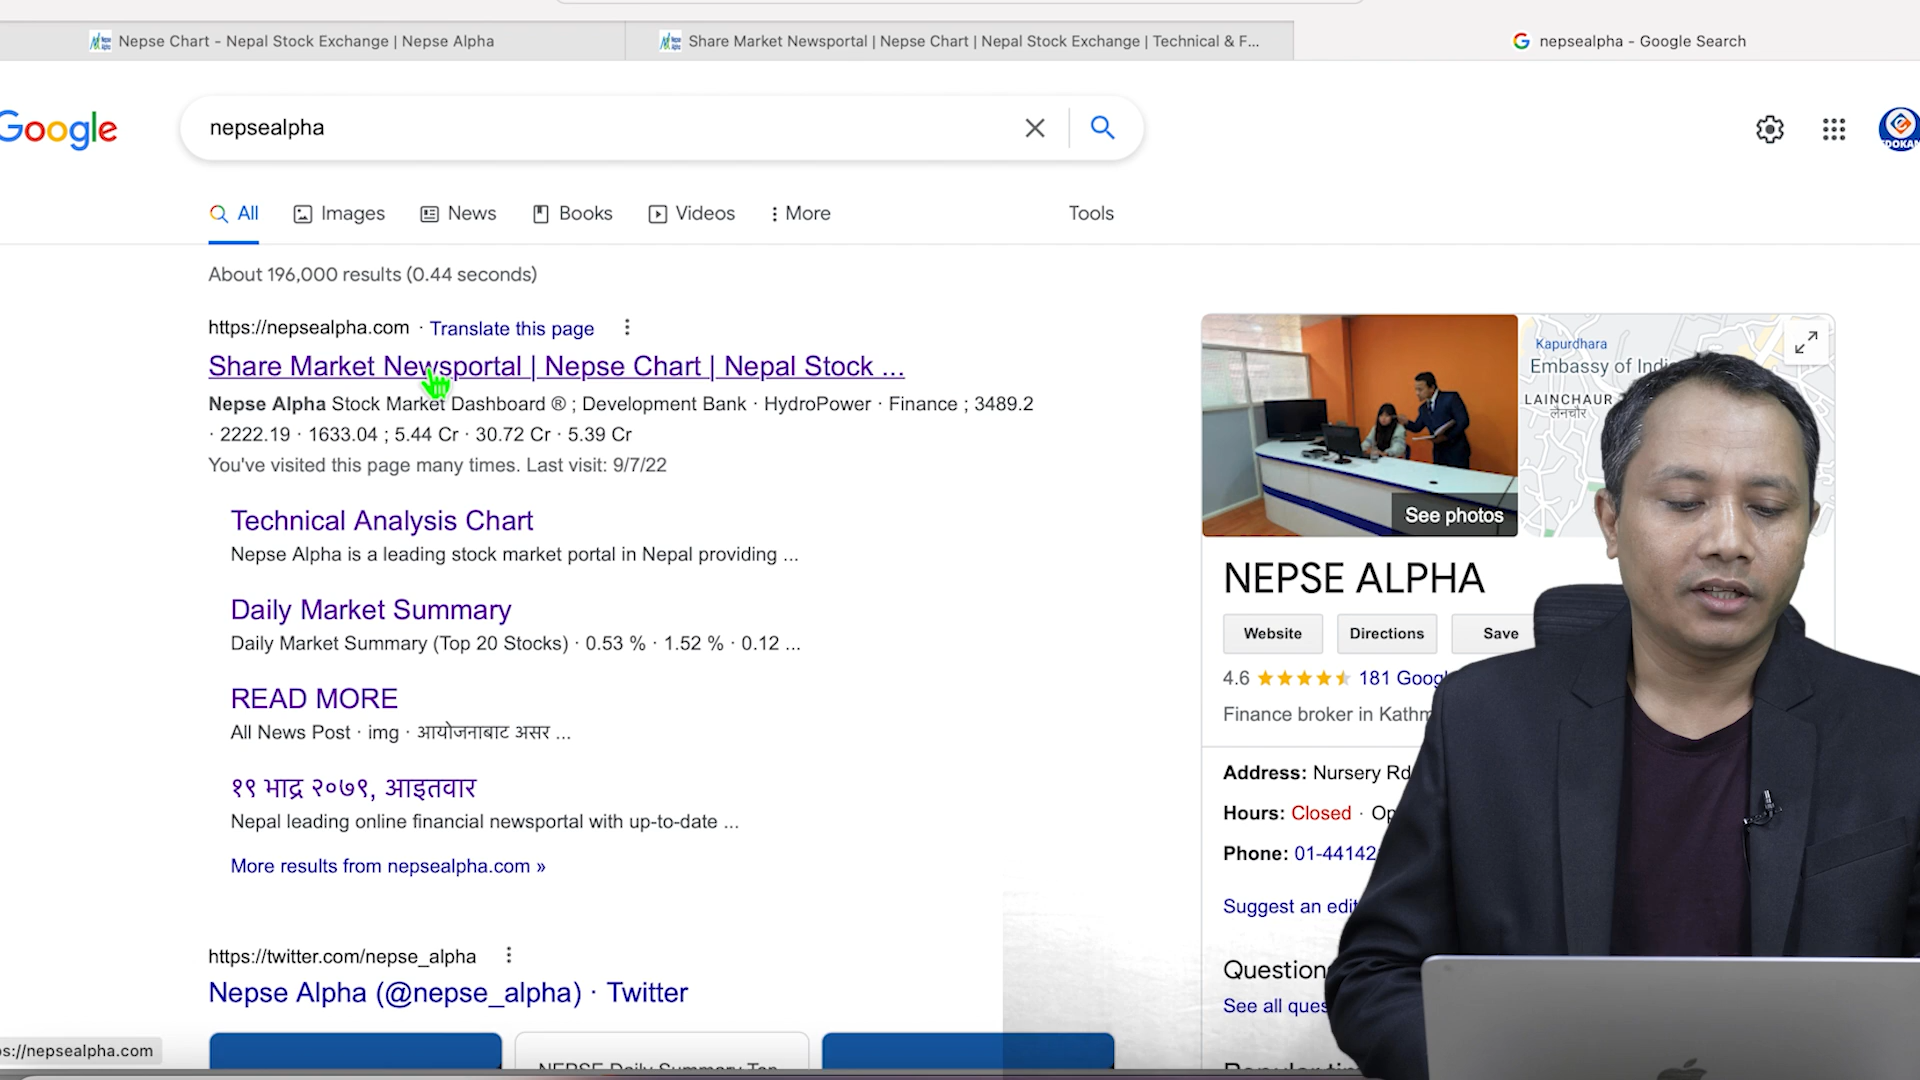 Nepse Chart - Nepal Stock Exchange | Nepse Alpha
Share Market Newsportal | Nepse Chart | Nepal Stock Exchange | Technical & F...
nepsealpha - Google Search
Google
nepsealpha
All
Images
News
Books
Videos
More
Tools
About 196,000 results (0.44 seconds)
https://nepsealpha.com · Translate this page
Share Market Newsportal | Nepse Chart | Nepal Stock ...
Nepse Alpha Stock Market Dashboard ® ; Development Bank · HydroPower · Finance ; 3489.2
· 2222.19 · 1633.04 ; 5.44 Cr · 30.72 Cr · 5.39 Cr
You've visited this page many times. Last visit: 9/7/22
Technical Analysis Chart
Nepse Alpha is a leading stock market portal in Nepal providing ...
Daily Market Summary
Daily Market Summary (Top 20 Stocks) · 0.53 % · 1.52 % · 0.12 ...
READ MORE
All News Post · img · आयोजनाबाट असर ...
१९ भाद्र २०७९, आइतवार
Nepal leading online financial newsportal with up-to-date ...
More results from nepsealpha.com »
https://twitter.com/nepse_alpha
Nepse Alpha (@nepse_alpha) · Twitter
NEPSE Daily Summary Top
s://nepsealpha.com
Kapurdhara
Embassy of Indi
LAINCHAUR
लैनचौर
See photos
NEPSE ALPHA
Website
Directions
Save
4.6
181 Googl
Finance broker in Kathm
Address: Nursery Rd
Hours: Closed · Op
Phone: 01-44142
Suggest an edit
Question
See all ques